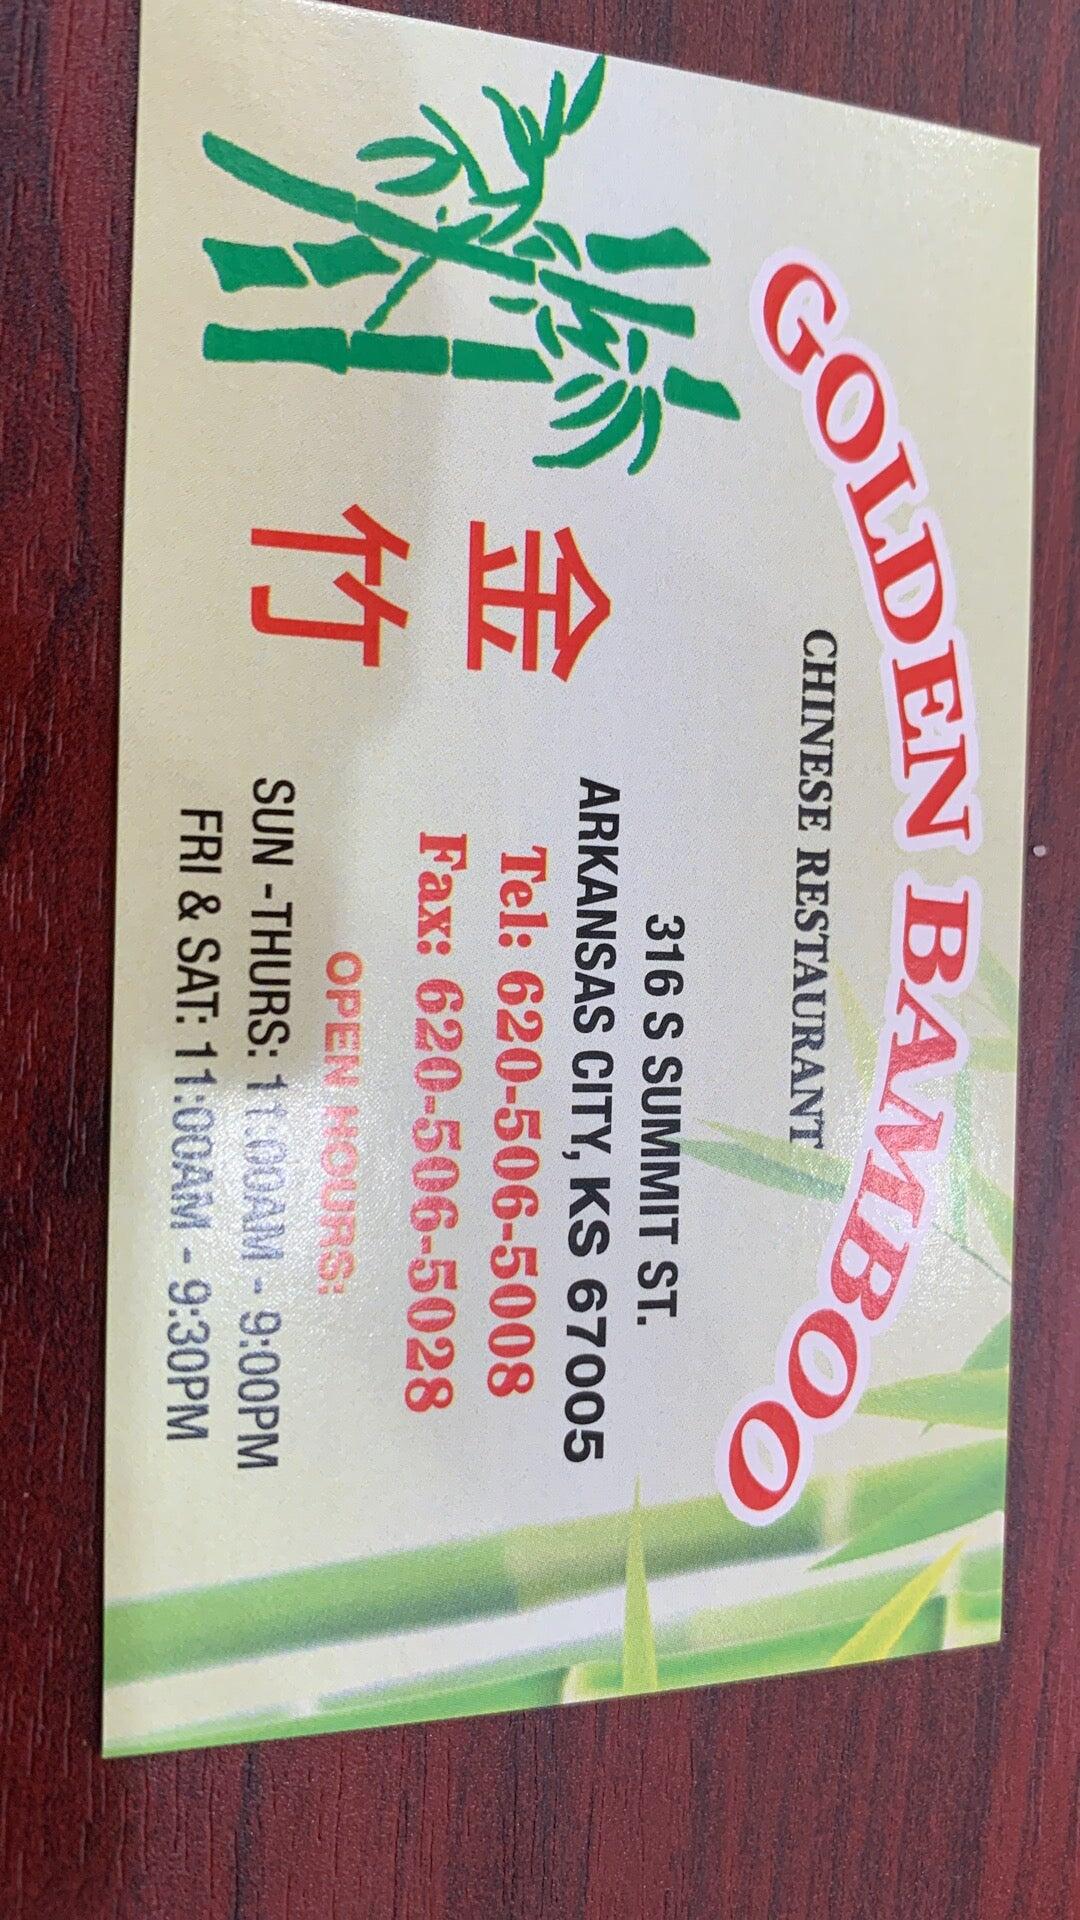 GOLDEN BAMBOO
CHINESE RESTAURANT
金竹
316 S SUMMIT ST.
ARKANSAS CITY, KS 67005
Tel: 620-506-5008
Fax: 620-506-5028
OPEN HOURS:
SUN -THURS: 11:00AM - 9:00PM
FRI & SAT: 11:00AM - 9:30PM